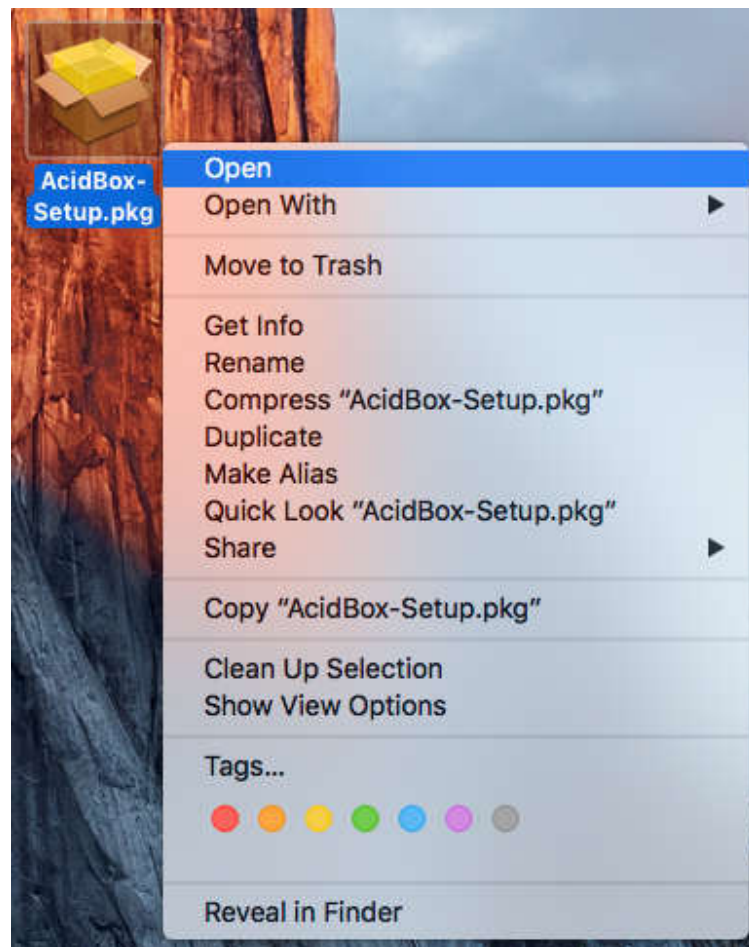 AcidBox-
Setup.pkg
Open
Open With
Move to Trash
Get Info
Rename
Compress “AcidBox-Setup.pkg”
Duplicate
Make Alias
Quick Look “AcidBox-Setup.pkg”
Share
Copy “AcidBox-Setup.pkg”
Clean Up Selection
Show View Options
Tags...
Reveal in Finder